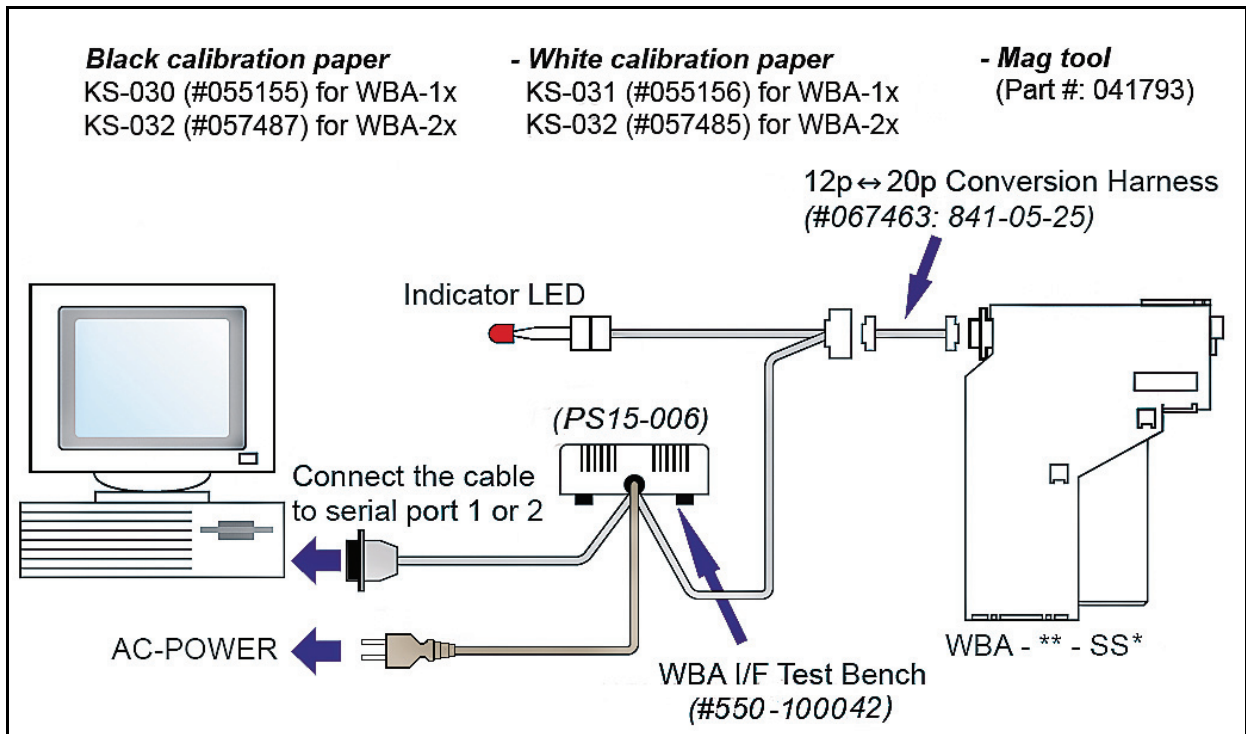 Black calibration paper
KS-030 (#055155) for WBA-1x
KS-032 (#057487) for WBA-2x
- White calibration paper
KS-031 (#055156) for WBA-1x
KS-032 (#057485) for WBA-2x
- Mag tool
(Part #: 041793)
12p↔20p Conversion Harness
(#067463: 841-05-25)
Indicator LED
(PS15-006)
Connect the cable
to serial port 1 or 2
AC-POWER
WBA I/F Test Bench
(#550-100042)
WBA - ** - SS*